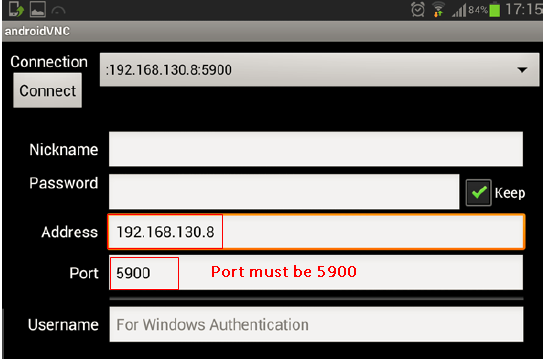 84% 17:15
androidVNC
Connection
:192.168.130.8:5900
Connect
Nickname
Password
Keep
Address 192.168.130.8
Port 5900 Port must be 5900
Username For Windows Authentication